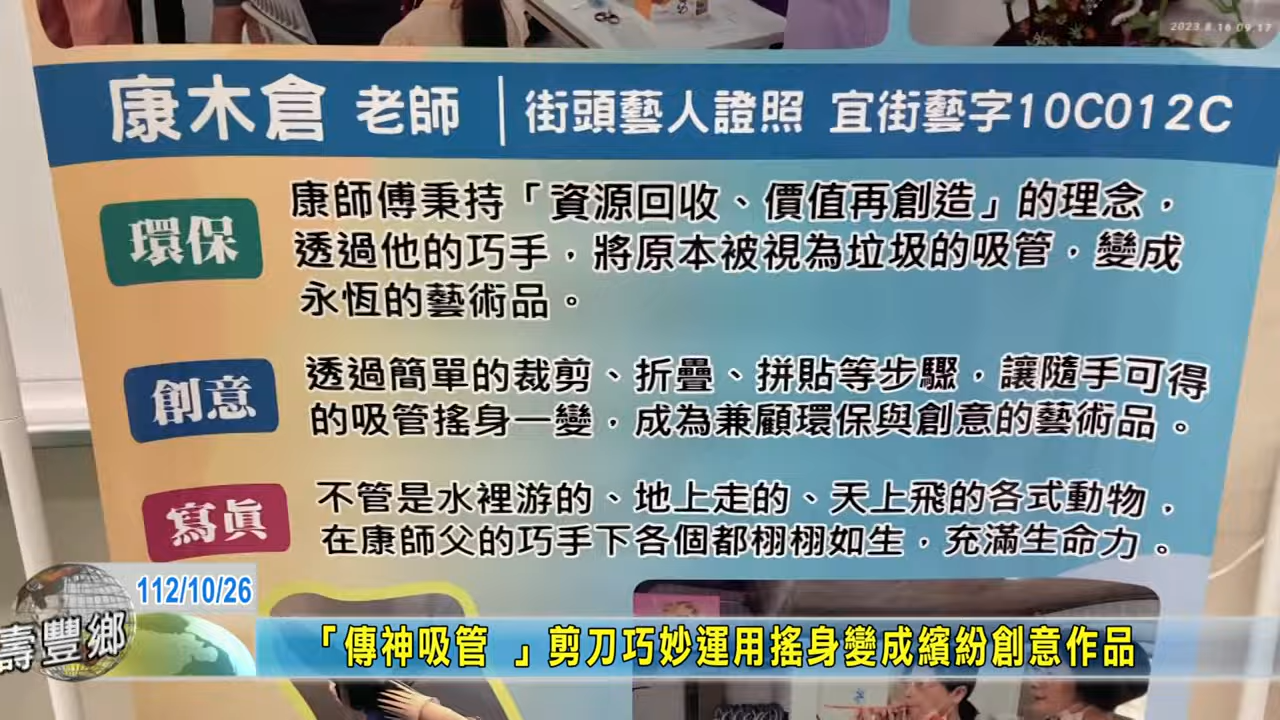 2023.8.16 09:17
康木倉 老師 | 街頭藝人證照 宜街藝字10C012C
環保
康師傅秉持「資源回收、價值再創造」的理念，
透過他的巧手，將原本被視為垃圾的吸管，變成
永恆的藝術品。
創意
透過簡單的裁剪、折疊、拼貼等步驟，讓隨手可得
的吸管搖身一變，成為兼顧環保與創意的藝術品。
寫真
不管是水裡游的、地上走的、天上飛的各式動物，
在康師父的巧手下各個都栩栩如生，充滿生命力。
112/10/26
壽豐鄉
「傳神吸管 」剪刀巧妙運用搖身變成繽紛創意作品